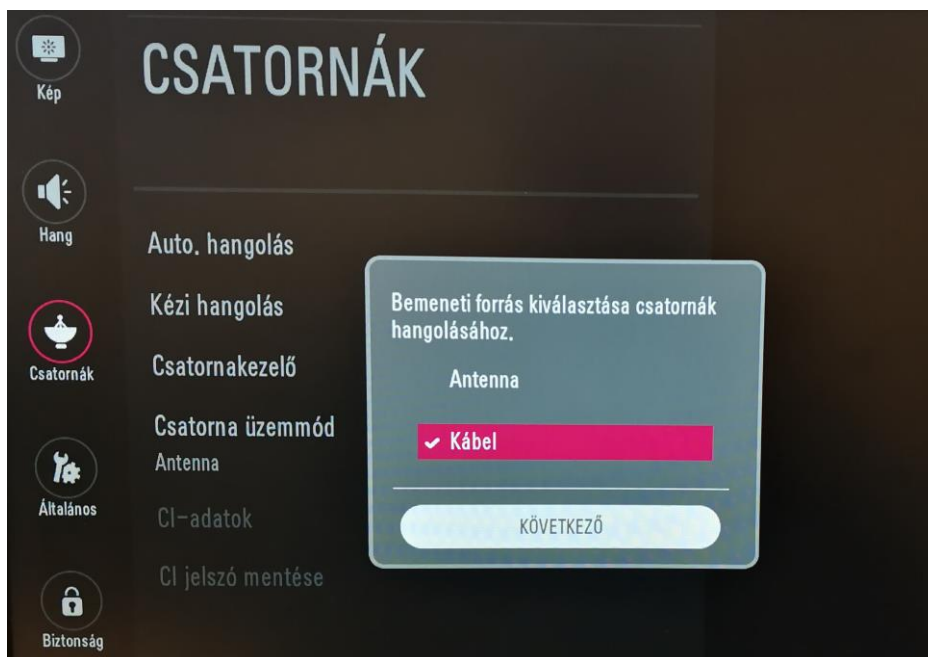 CSATORNÁK
Kép
Hang
Csatornák
Általános
Biztonság
Auto. hangolás
Kézi hangolás
Csatornakezelő
Csatorna üzemmód
Antenna
CI-adatok
CI jelszó mentése
Bemeneti forrás kiválasztása csatornák
hangolásához.
Antenna
Kábel
KÖVETKEZŐ